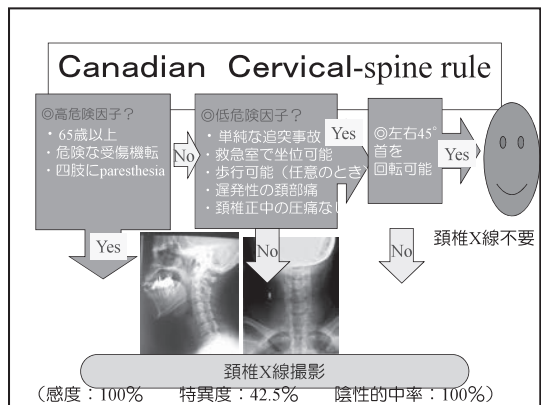 Canadian Cervical-spine rule
◎高危険因子？
・65歳以上
・危険な受傷機転
・四肢にparesthesia
No
Yes
◎低危険因子？
・単純な追突事故
・救急室で坐位可能
・歩行可能（任意のとき
・遅発性の頚部痛
・頚椎正中の圧痛なし
Yes
No
◎左右45°
首を
回転可能
Yes
No
頚椎X線不要
頚椎X線撮影
（感度：100％ 特異度：42.5％ 陰性的中率：100％）